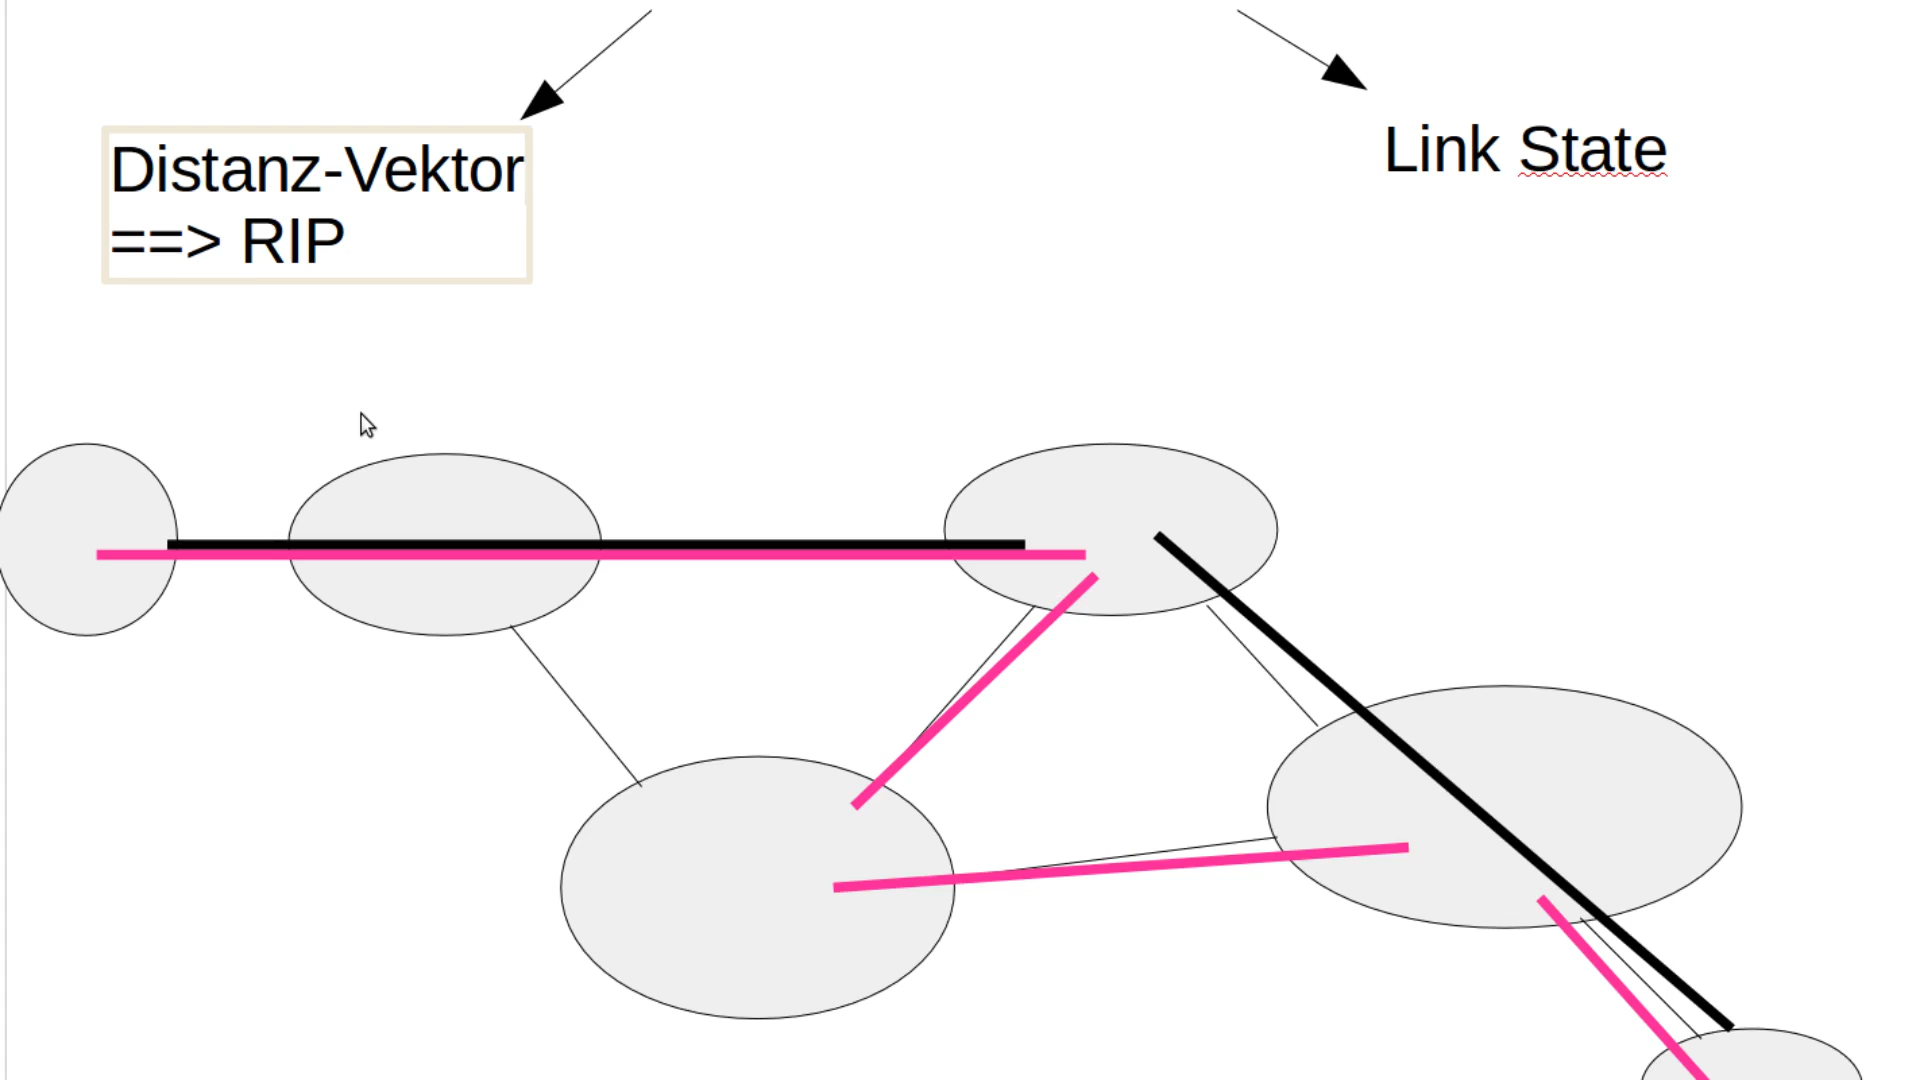 Distanz-Vektor
==> RIP
Link State